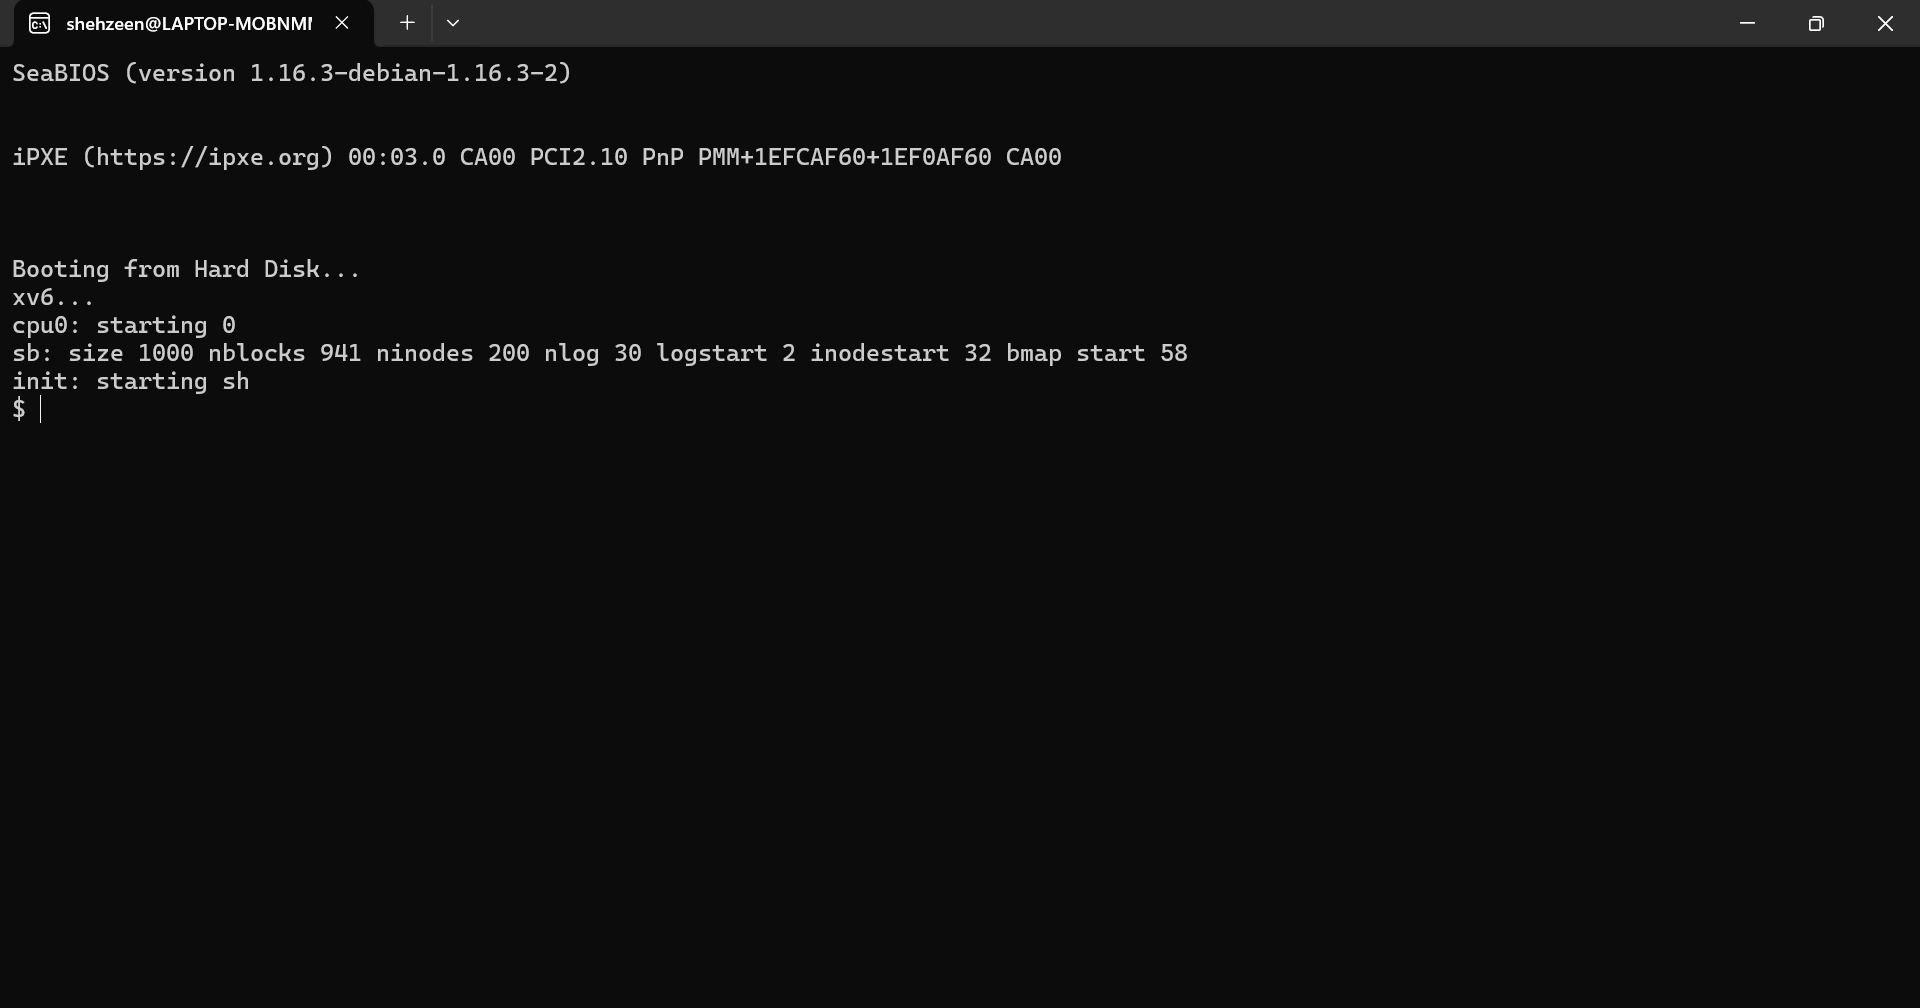 shehzeen@LAPTOP-MOBNM
SeaBIOS (version 1.16.3-debian-1.16.3-2)
iPXE (https://ipxe.org) 00:03.0 CA00 PCI2.10 PnP PMM+1EFCAF60+1EF0AF60 CA00
Booting from Hard Disk...
xv6...
cpu0: starting 0
sb: size 1000 nblocks 941 ninodes 200 nlog 30 logstart 2 inodestart 32 bmap start 58
init: starting sh
$